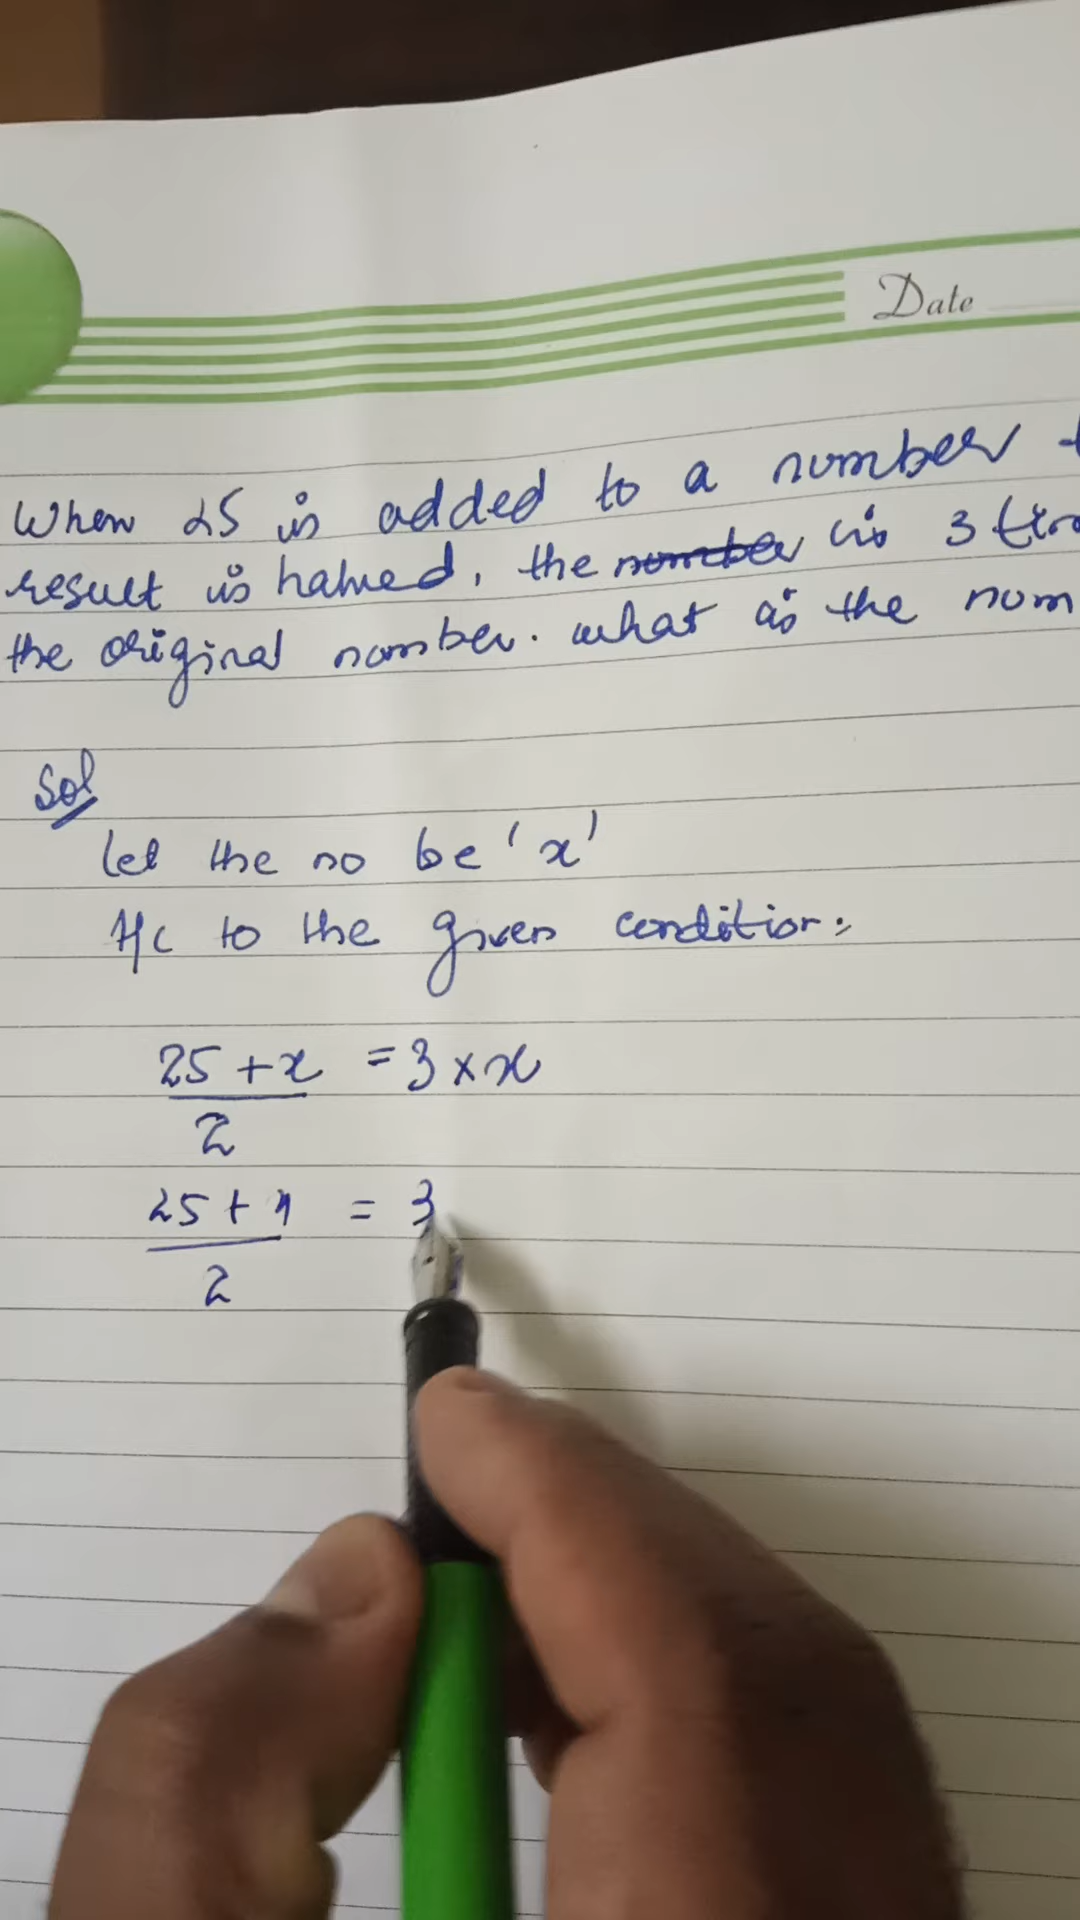 Date
When 25 is added to a number
result is halved, the is 3
the original number. what is the
Sol
Let the no be 'x'
A/c to the given condition:
25 + x = 3 × x
2
25 + x = 3
2